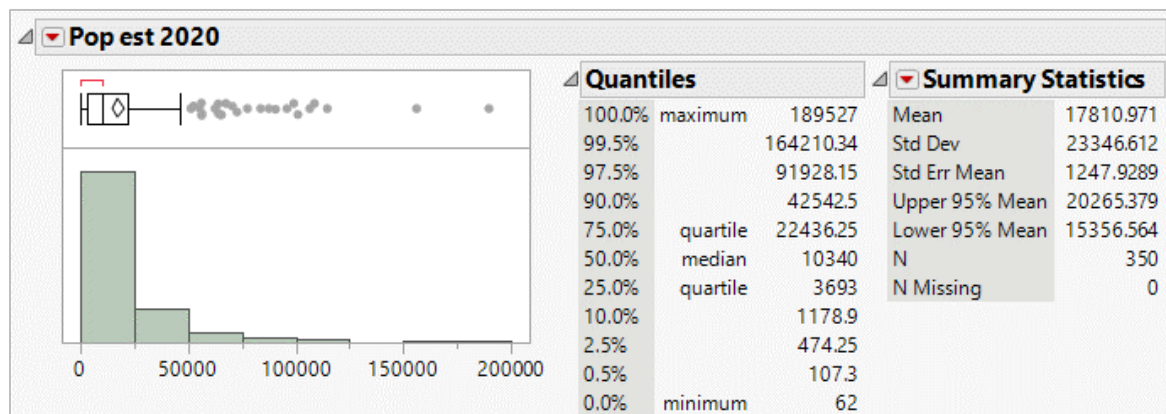 Pop est 2020
0 50000 100000 150000 200000
Quantiles
100.0% maximum 189527
99.5% 164210.34
97.5% 91928.15
90.0% 42542.5
75.0% quartile 22436.25
50.0% median 10340
25.0% quartile 3693
10.0% 1178.9
2.5% 474.25
0.5% 107.3
0.0% minimum 62
Summary Statistics
Mean 17810.971
Std Dev 23346.612
Std Err Mean 1247.9289
Upper 95% Mean 20265.379
Lower 95% Mean 15356.564
N 350
N Missing 0